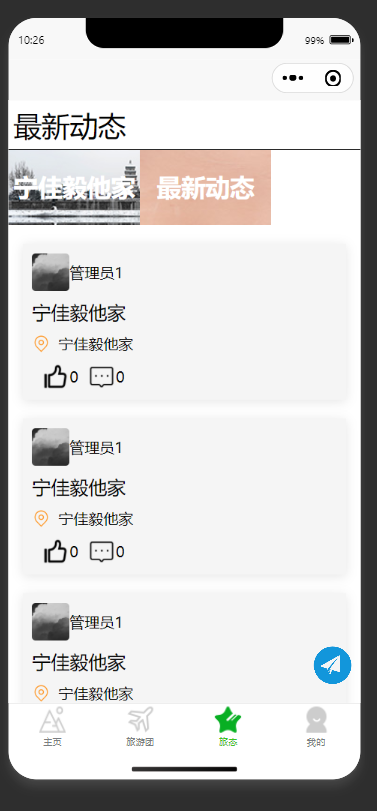 10:26
99%
最新动态
宁佳毅他家
最新动态
管理员1
宁佳毅他家
宁佳毅他家
0
0
管理员1
宁佳毅他家
宁佳毅他家
0
0
管理员1
宁佳毅他家
宁佳毅他家
主页
旅游团
旅态
我的